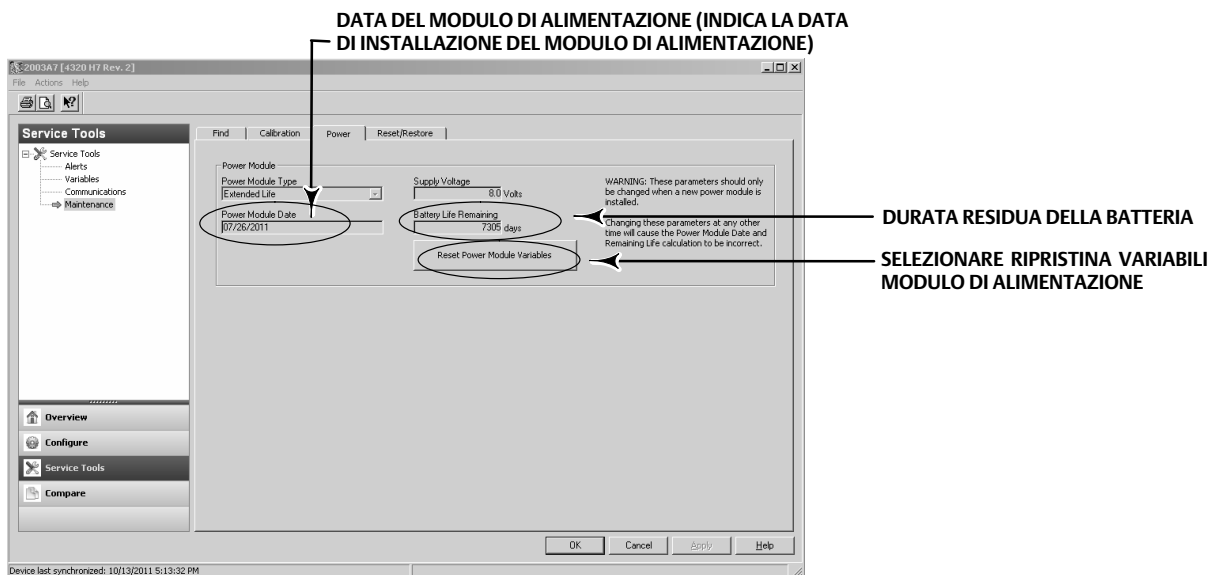 DATA DEL MODULO DI ALIMENTAZIONE (INDICA LA DATA
DI INSTALLAZIONE DEL MODULO DI ALIMENTAZIONE)
2003A7 [4320 H7 Rev. 2]
File Actions Help
Service Tools
Service Tools
Alerts
Variables
Communications
Maintenance
Overview
Configure
Service Tools
Compare
Find Calibration Power Reset/Restore
Power Module
Power Module Type
Extended Life
Power Module Date
07/26/2011
Supply Voltage
8.0 Volts
Battery Life Remaining
7305 days
Reset Power Module Variables
WARNING: These parameters should only
be changed when a new power module is
installed.
Changing these parameters at any other
time will cause the Power Module Date and
Remaining Life calculation to be incorrect.
DURATA RESIDUA DELLA BATTERIA
SELEZIONARE RIPRISTINA VARIABILI
MODULO DI ALIMENTAZIONE
OK Cancel Apply Help
Device last synchronized: 10/13/2011 5:13:32 PM